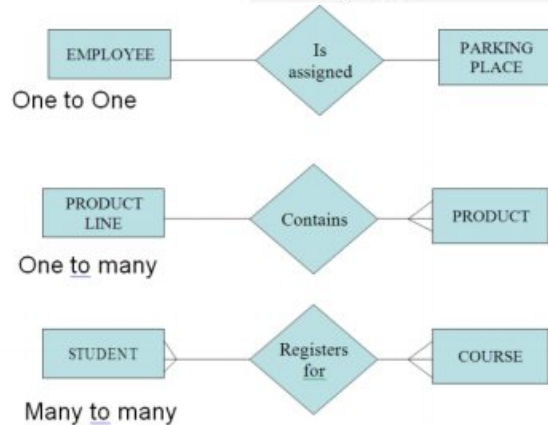 EMPLOYEE
Is
assigned
PARKING
PLACE
One to One
PRODUCT
LINE
Contains
PRODUCT
One to many
STUDENT
Registers
for
COURSE
Many to many